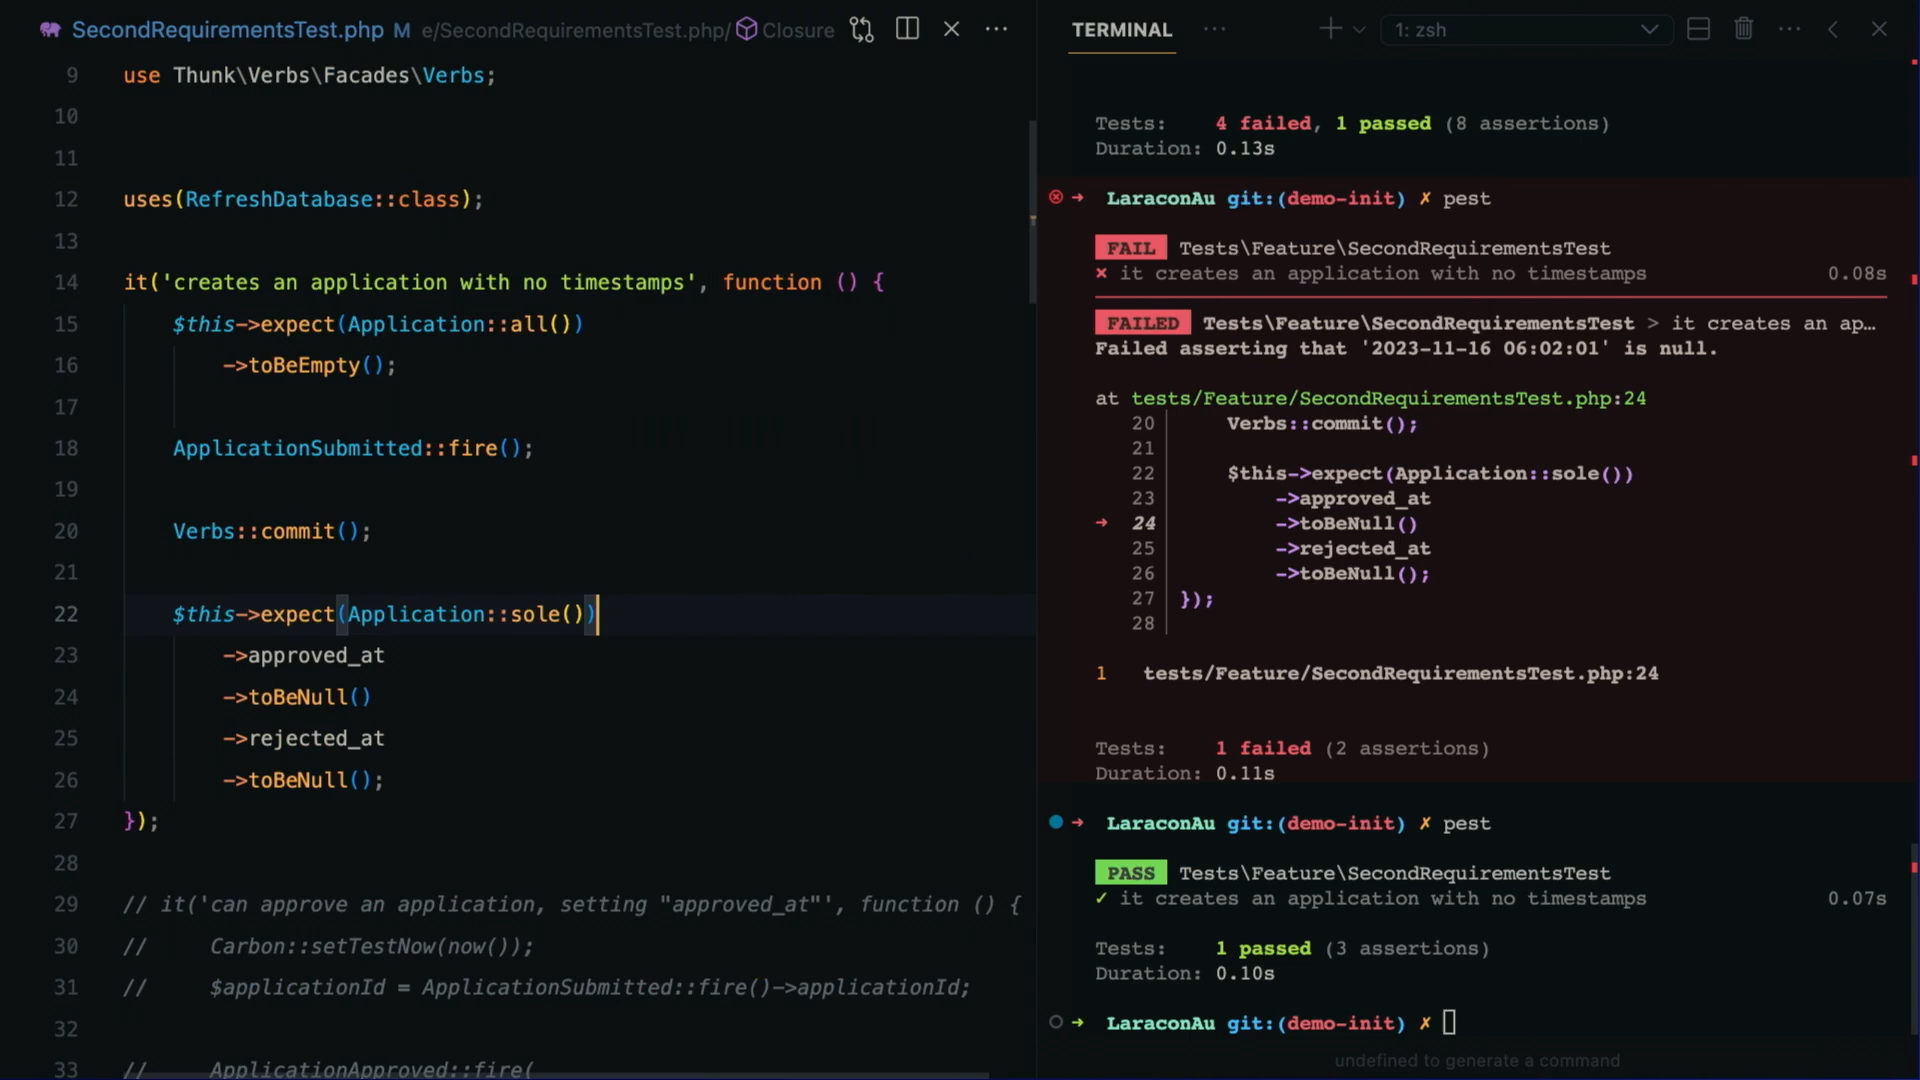 SecondRequirementsTest.php M e/SecondRequirementsTest.php/ Closure
9 use Thunk\Verbs\Facades\Verbs;
10
11
12 uses(RefreshDatabase::class);
13
14 it('creates an application with no timestamps', function () {
15 $this->expect(Application::all())
16 ->toBeEmpty();
17
18 ApplicationSubmitted::fire();
19
20 Verbs::commit();
21
22 $this->expect(Application::sole())
23 ->approved_at
24 ->toBeNull()
25 ->rejected_at
26 ->toBeNull();
27 });
28
29 // it('can approve an application, setting "approved_at"', function () {
30 // Carbon::setTestNow(now());
31 // $applicationId = ApplicationSubmitted::fire()->applicationId;
32
33 // ApplicationApproved::fire(
TERMINAL 1: zsh
Tests: 4 failed, 1 passed (8 assertions)
Duration: 0.13s
➜ LaraconAu git:(demo-init) ✗ pest
FAIL Tests\Feature\SecondRequirementsTest
⨯ it creates an application with no timestamps 0.08s
FAILED Tests\Feature\SecondRequirementsTest > it creates an ap…
Failed asserting that '2023-11-16 06:02:01' is null.
at tests/Feature/SecondRequirementsTest.php:24
20 Verbs::commit();
21
22 $this->expect(Application::sole())
23 ->approved_at
➜ 24 ->toBeNull()
25 ->rejected_at
26 ->toBeNull();
27 });
28
1 tests/Feature/SecondRequirementsTest.php:24
Tests: 1 failed (2 assertions)
Duration: 0.11s
➜ LaraconAu git:(demo-init) ✗ pest
PASS Tests\Feature\SecondRequirementsTest
✓ it creates an application with no timestamps 0.07s
Tests: 1 passed (3 assertions)
Duration: 0.10s
➜ LaraconAu git:(demo-init) ✗
undefined to generate a command